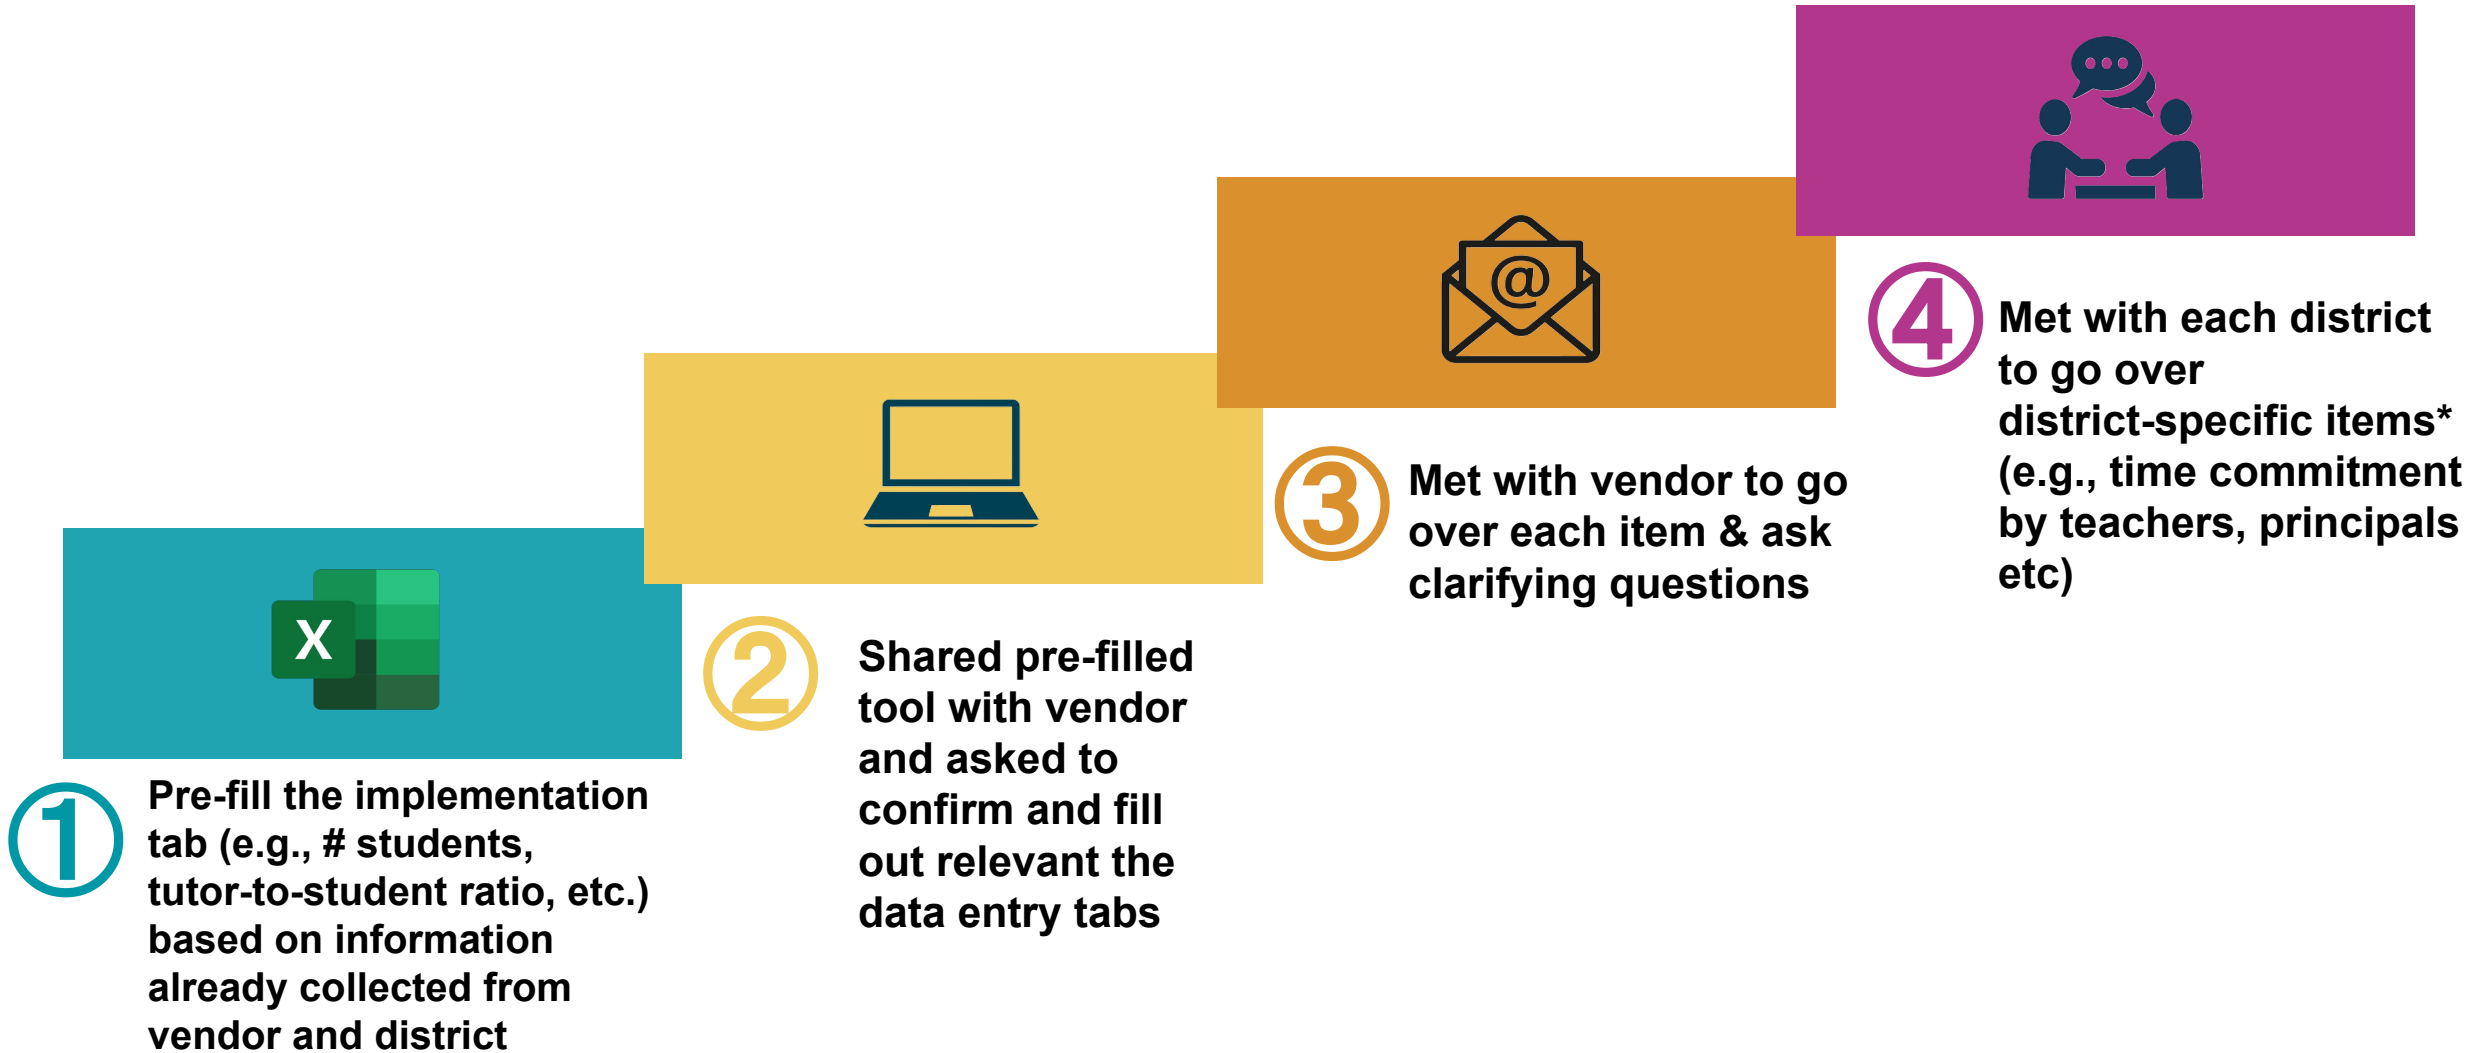 X
1
Pre-fill the implementation
tab (e.g., # students,
tutor-to-student ratio, etc.)
based on information
already collected from
vendor and district
2
Shared pre-filled
tool with vendor
and asked to
confirm and fill
out relevant the
data entry tabs
@
3
Met with vendor to go
over each item & ask
clarifying questions
4
Met with each district
to go over
district-specific items*
(e.g., time commitment
by teachers, principals
etc)